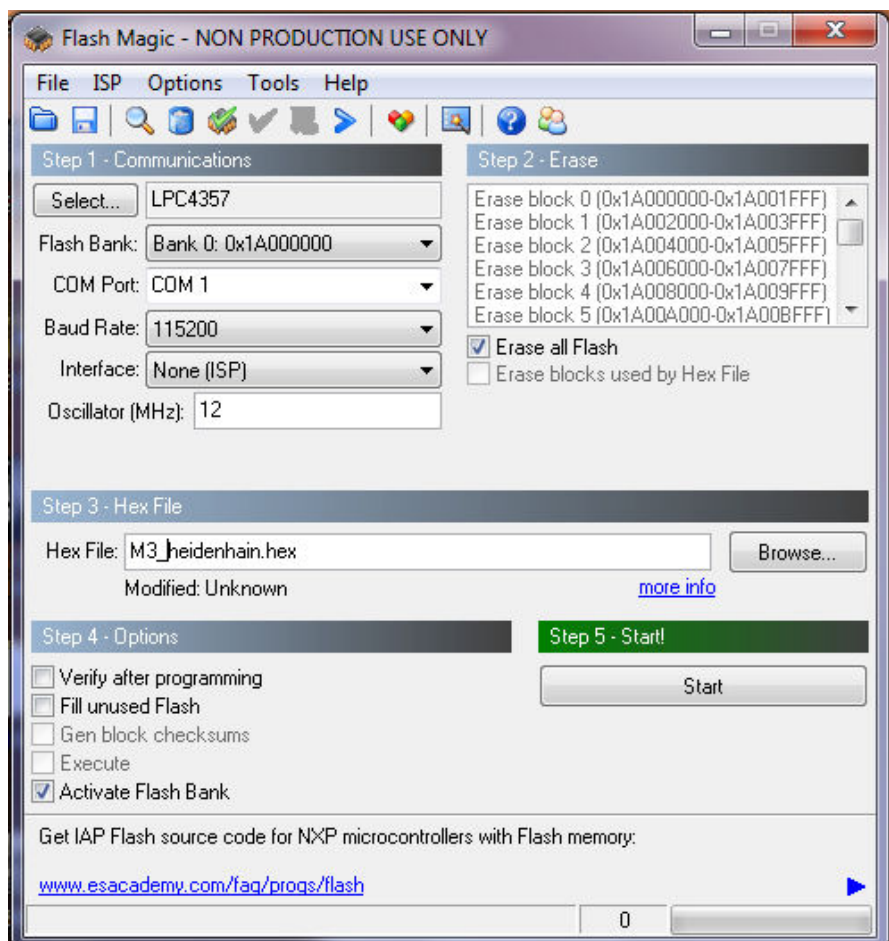 Flash Magic - NON PRODUCTION USE ONLY
File ISP Options Tools Help
Step 1 - Communications
Select... LPC4357
Flash Bank: Bank 0: 0x1A000000
COM Port: COM 1
Baud Rate: 115200
Interface: None (ISP)
Oscillator (MHz): 12
Step 2 - Erase
Erase block 0 (0x1A000000-0x1A001FFF)
Erase block 1 (0x1A002000-0x1A003FFF)
Erase block 2 (0x1A004000-0x1A005FFF)
Erase block 3 (0x1A006000-0x1A007FFF)
Erase block 4 (0x1A008000-0x1A009FFF)
Erase block 5 (0x1A00A000-0x1A00BFFF)
Erase all Flash
Erase blocks used by Hex File
Step 3 - Hex File
Hex File: M3_heidenhain.hex Browse...
Modified: Unknown more info
Step 4 - Options
Verify after programming
Fill unused Flash
Gen block checksums
Execute
Activate Flash Bank
Step 5 - Start!
Start
Get IAP Flash source code for NXP microcontrollers with Flash memory:
www.esacademy.com/faq/progs/flash
0